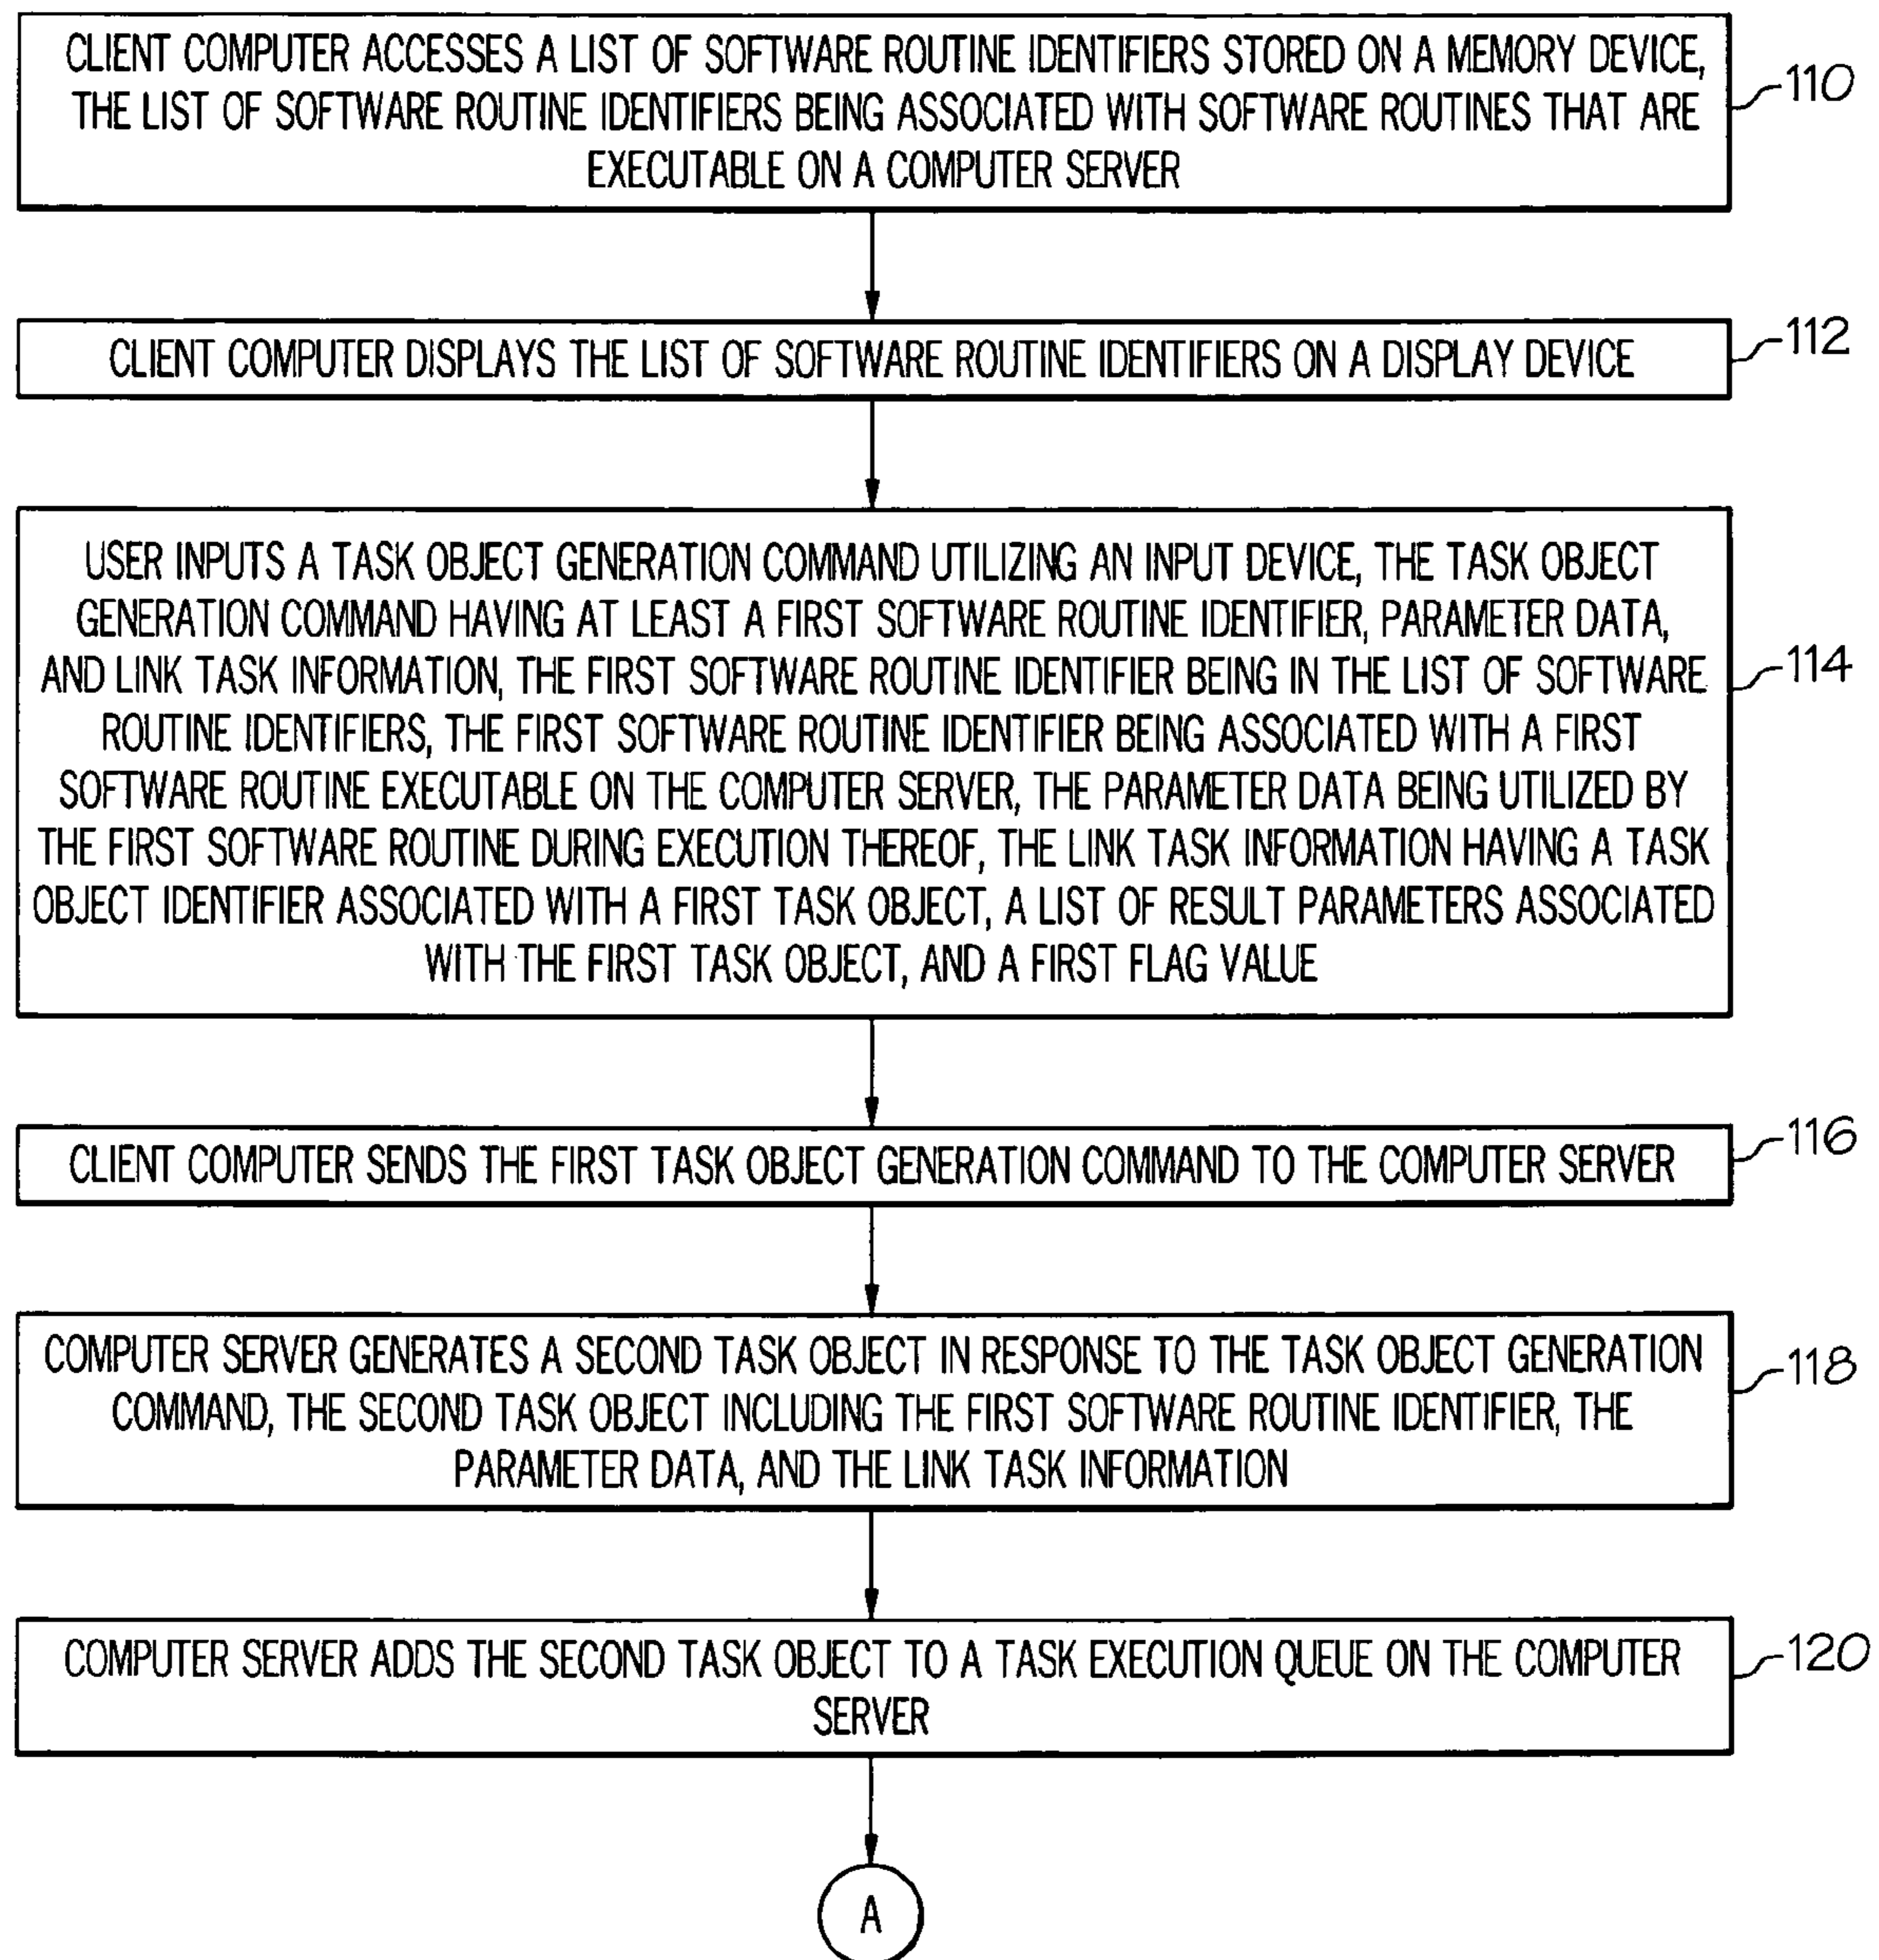 CLIENT COMPUTER ACCESSES A LIST OF SOFTWARE ROUTINE IDENTIFIERS STORED ON A MEMORY DEVICE,
THE LIST OF SOFTWARE ROUTINE IDENTIFIERS BEING ASSOCIATED WITH SOFTWARE ROUTINES THAT ARE
EXECUTABLE ON A COMPUTER SERVER
110
CLIENT COMPUTER DISPLAYS THE LIST OF SOFTWARE ROUTINE IDENTIFIERS ON A DISPLAY DEVICE
112
USER INPUTS A TASK OBJECT GENERATION COMMAND UTILIZING AN INPUT DEVICE, THE TASK OBJECT
GENERATION COMMAND HAVING AT LEAST A FIRST SOFTWARE ROUTINE IDENTIFIER, PARAMETER DATA,
AND LINK TASK INFORMATION, THE FIRST SOFTWARE ROUTINE IDENTIFIER BEING IN THE LIST OF SOFTWARE
ROUTINE IDENTIFIERS, THE FIRST SOFTWARE ROUTINE IDENTIFIER BEING ASSOCIATED WITH A FIRST
SOFTWARE ROUTINE EXECUTABLE ON THE COMPUTER SERVER, THE PARAMETER DATA BEING UTILIZED BY
THE FIRST SOFTWARE ROUTINE DURING EXECUTION THEREOF, THE LINK TASK INFORMATION HAVING A TASK
OBJECT IDENTIFIER ASSOCIATED WITH A FIRST TASK OBJECT, A LIST OF RESULT PARAMETERS ASSOCIATED
WITH THE FIRST TASK OBJECT, AND A FIRST FLAG VALUE
114
CLIENT COMPUTER SENDS THE FIRST TASK OBJECT GENERATION COMMAND TO THE COMPUTER SERVER
116
COMPUTER SERVER GENERATES A SECOND TASK OBJECT IN RESPONSE TO THE TASK OBJECT GENERATION
COMMAND, THE SECOND TASK OBJECT INCLUDING THE FIRST SOFTWARE ROUTINE IDENTIFIER, THE
PARAMETER DATA, AND THE LINK TASK INFORMATION
118
COMPUTER SERVER ADDS THE SECOND TASK OBJECT TO A TASK EXECUTION QUEUE ON THE COMPUTER
SERVER
120
A